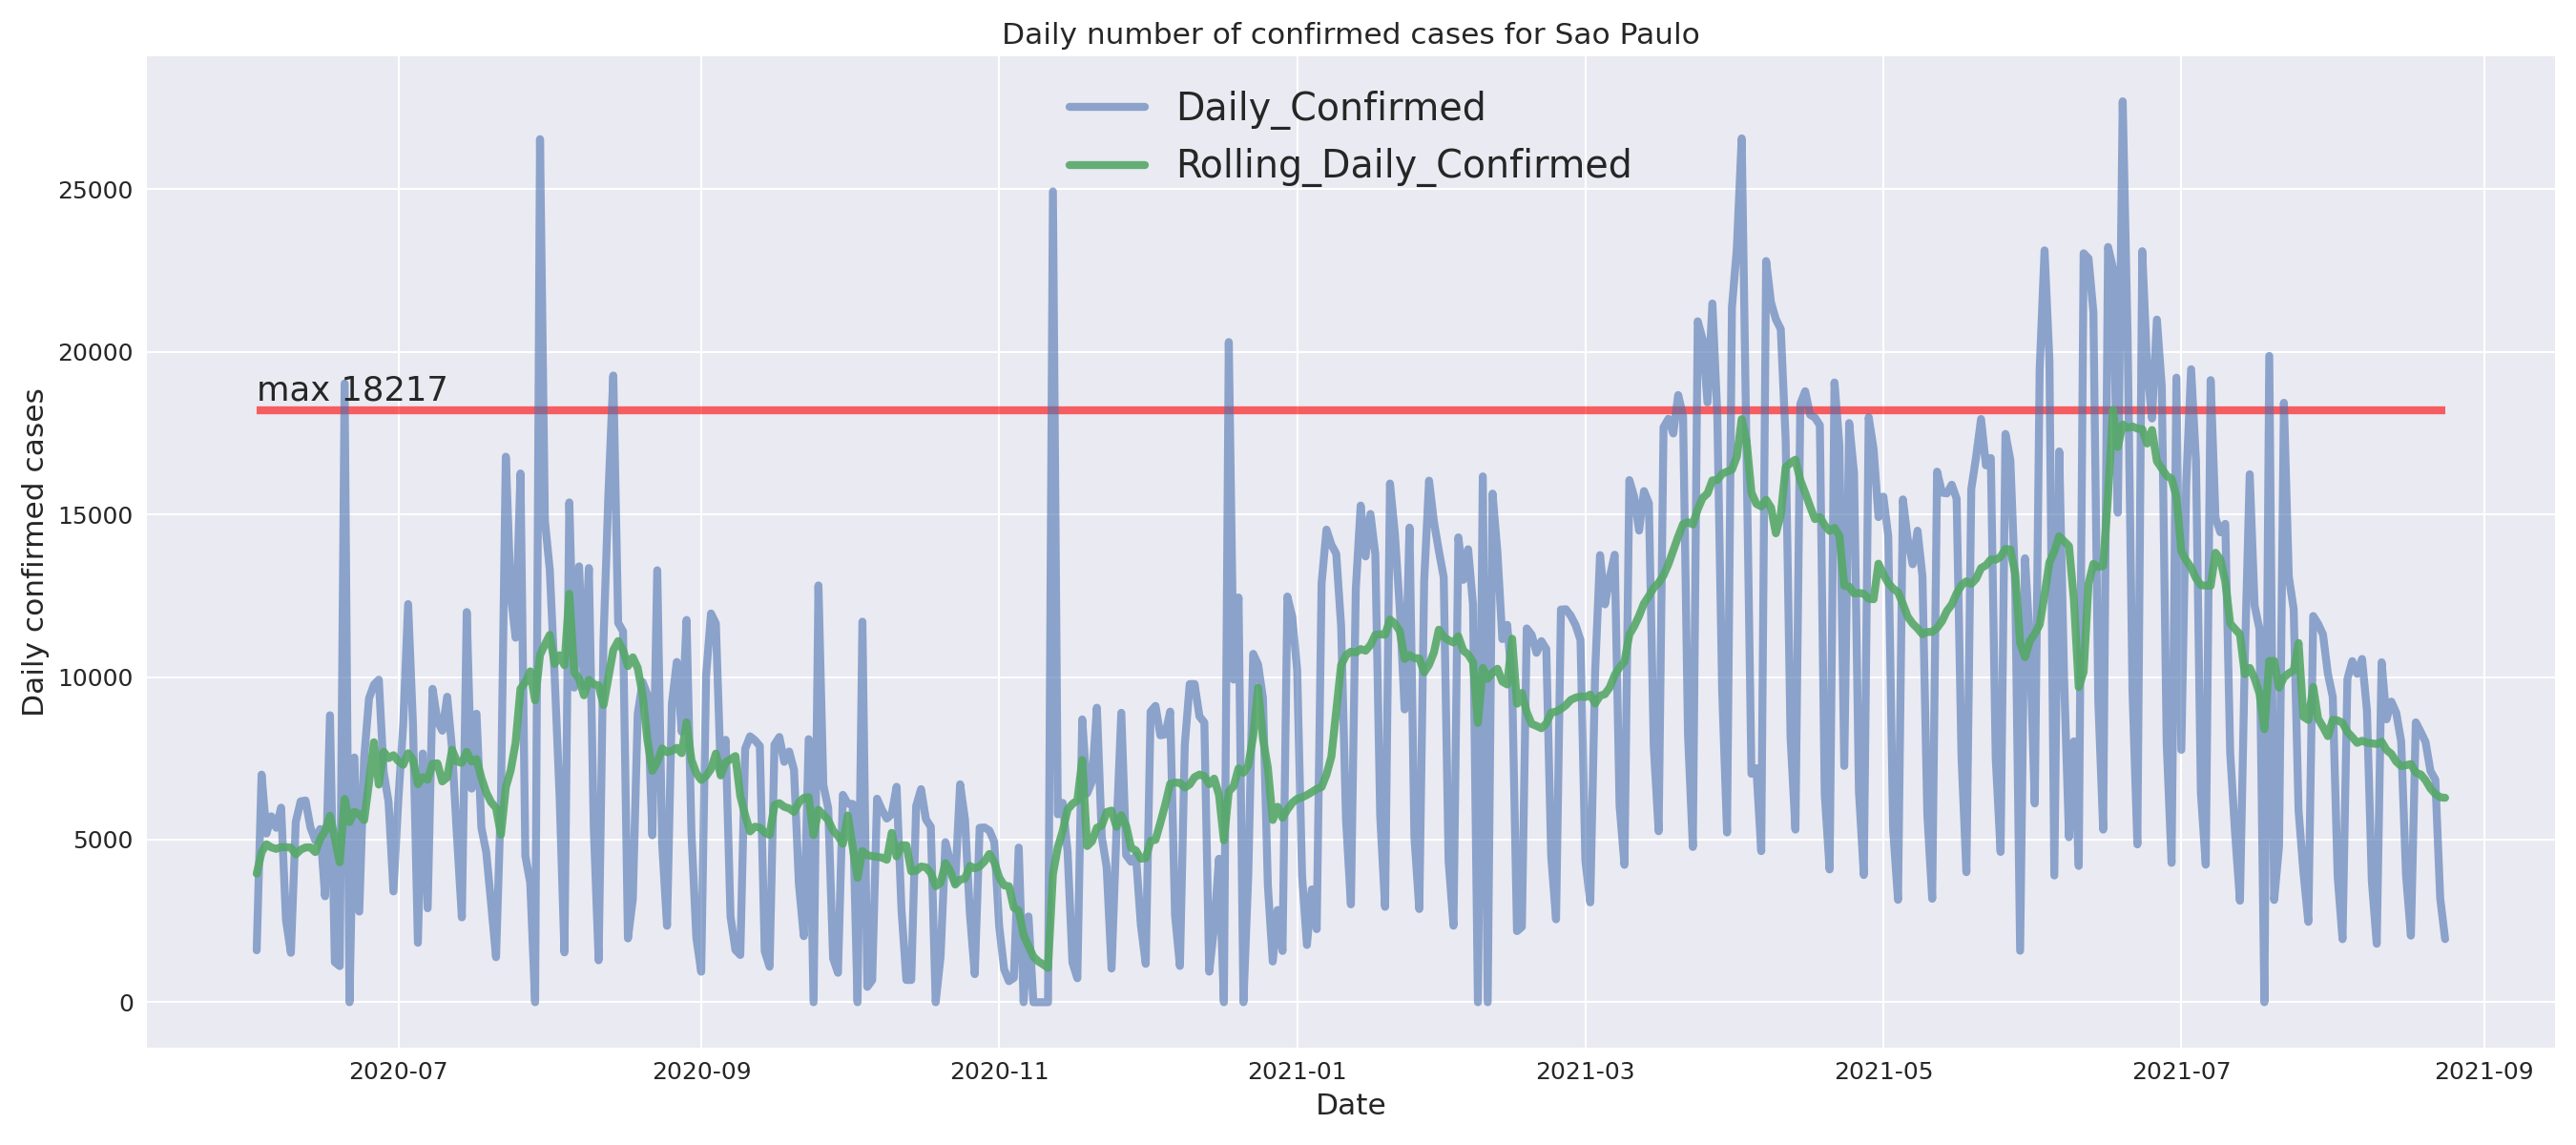 Daily number of confirmed cases for Sao Paulo
Daily_Confirmed
Rolling_Daily_Confirmed
25000
20000
max 18217
15000
10000
5000
0
Daily confirmed cases
2020-07 2020-09 2020-11 2021-01 2021-03 2021-05 2021-07 2021-09
Date